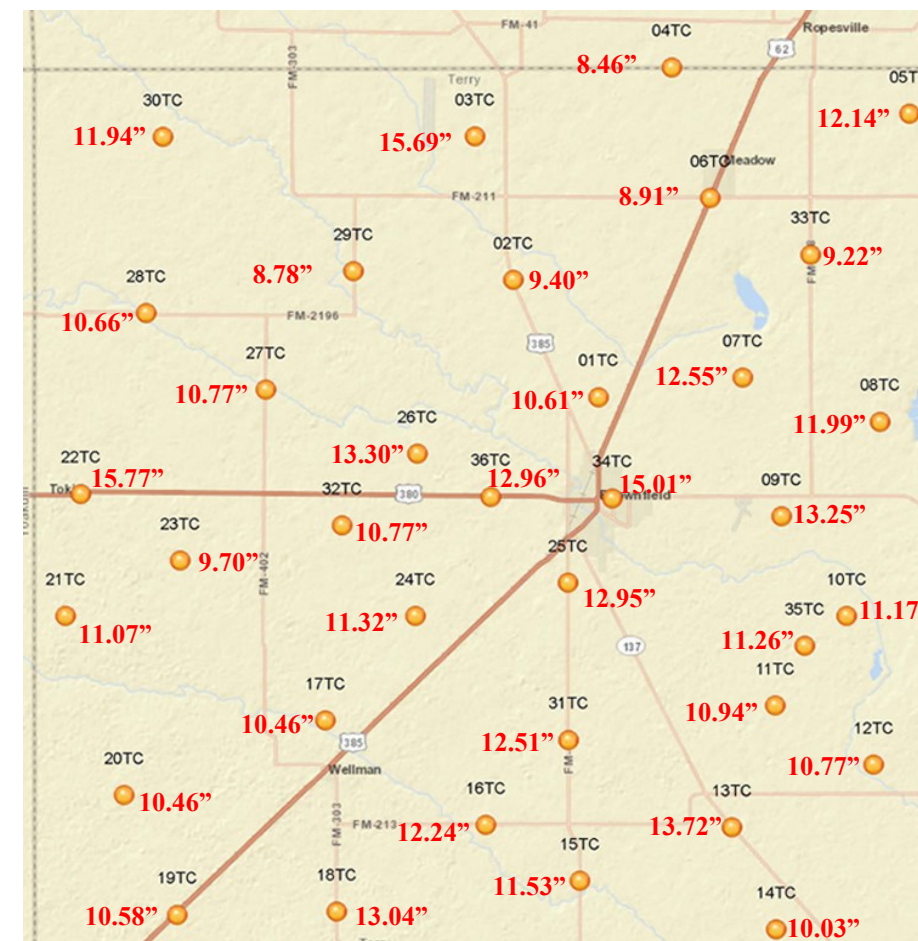 FM-41
04TC
Ropesville
62
8.46”
FM-303
Terry
05T
30TC
03TC
12.14”
11.94”
15.69”
06TC
Meadow
FM-211
8.91”
33TC
29TC
02TC
9.22”
8.78”
9.40”
FM
28TC
10.66”
FM-2196
385
07TC
27TC
01TC
12.55”
10.77”
10.61”
08TC
26TC
11.99”
13.30”
22TC
36TC
34TC
15.77”
12.96”
15.01”
09TC
380
32TC
13.25”
10.77”
23TC
25TC
9.70”
FM-402
21TC
24TC
12.95”
10TC
35TC
11.07”
11.32”
11.17
137
11.26”
11TC
17TC
10.94”
10.46”
31TC
385
12.51”
12TC
Wellman
FM-
10.77”
20TC
16TC
13TC
10.46”
FM-303
FM-213
12.24”
13.72”
15TC
19TC
18TC
11.53”
14TC
10.58”
13.04”
10.03”